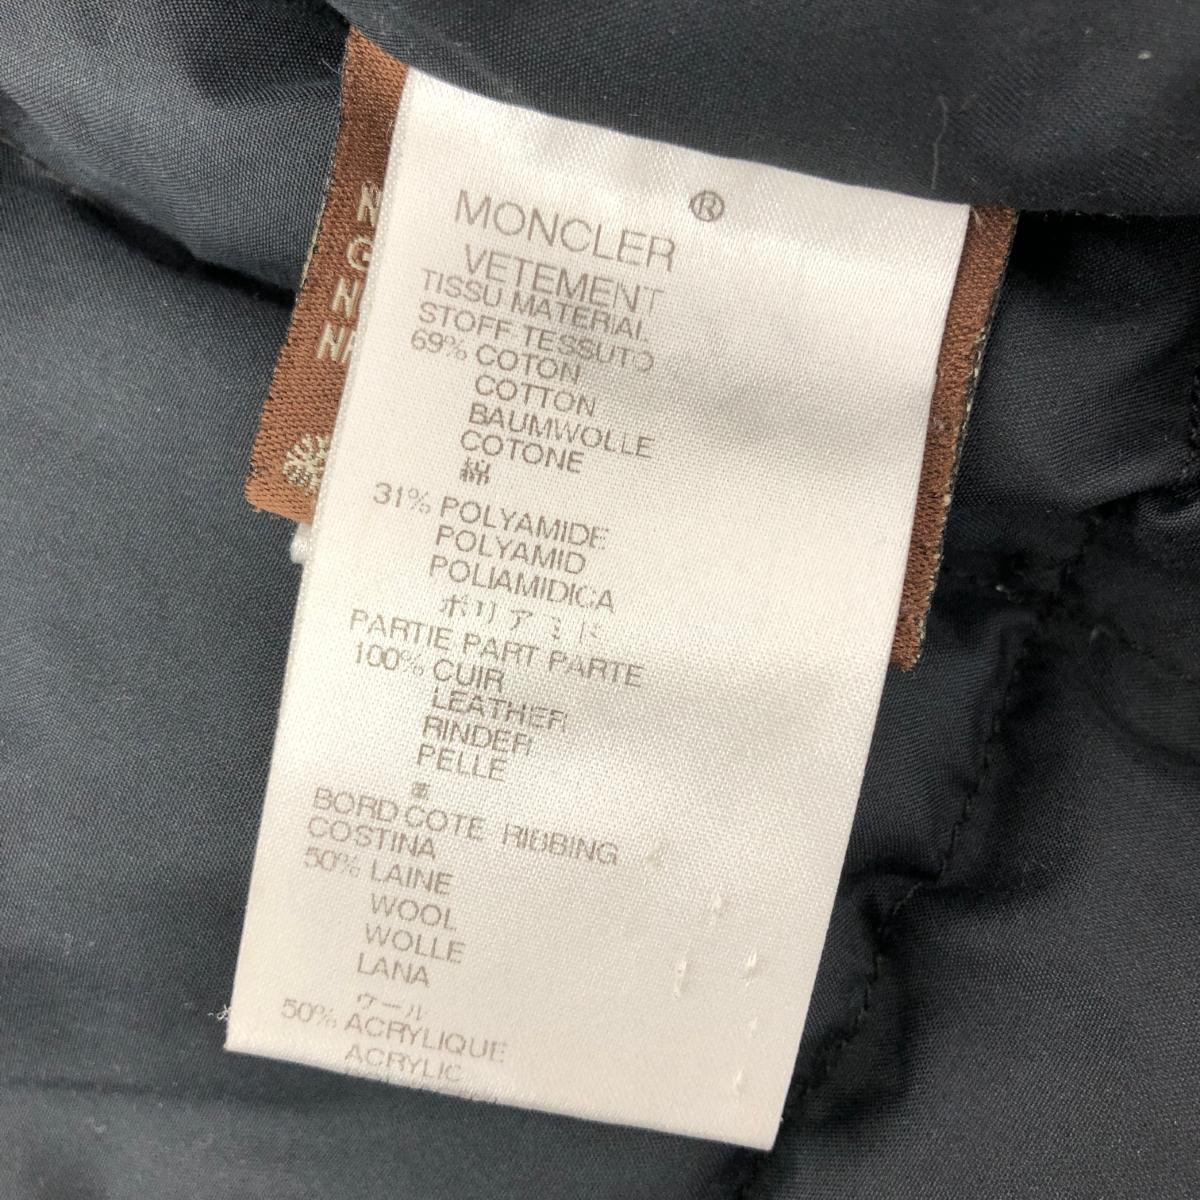 MONCLER ®
VETEMENT
TISSU MATERIAL
STOFF TESSUTO
69% COTON
COTTON
BAUMWOLLE
COTONE
綿
31% POLYAMIDE
POLYAMID
POLIAMIDICA
ポリアミド
PARTIE PART PARTE
100% CUIR
LEATHER
RINDER
PELLE
BORD COTE RIBBING
COSTINA
50% LAINE
WOOL
WOLLE
LANA
ウール
50% ACRYLIQUE
ACRYLIC